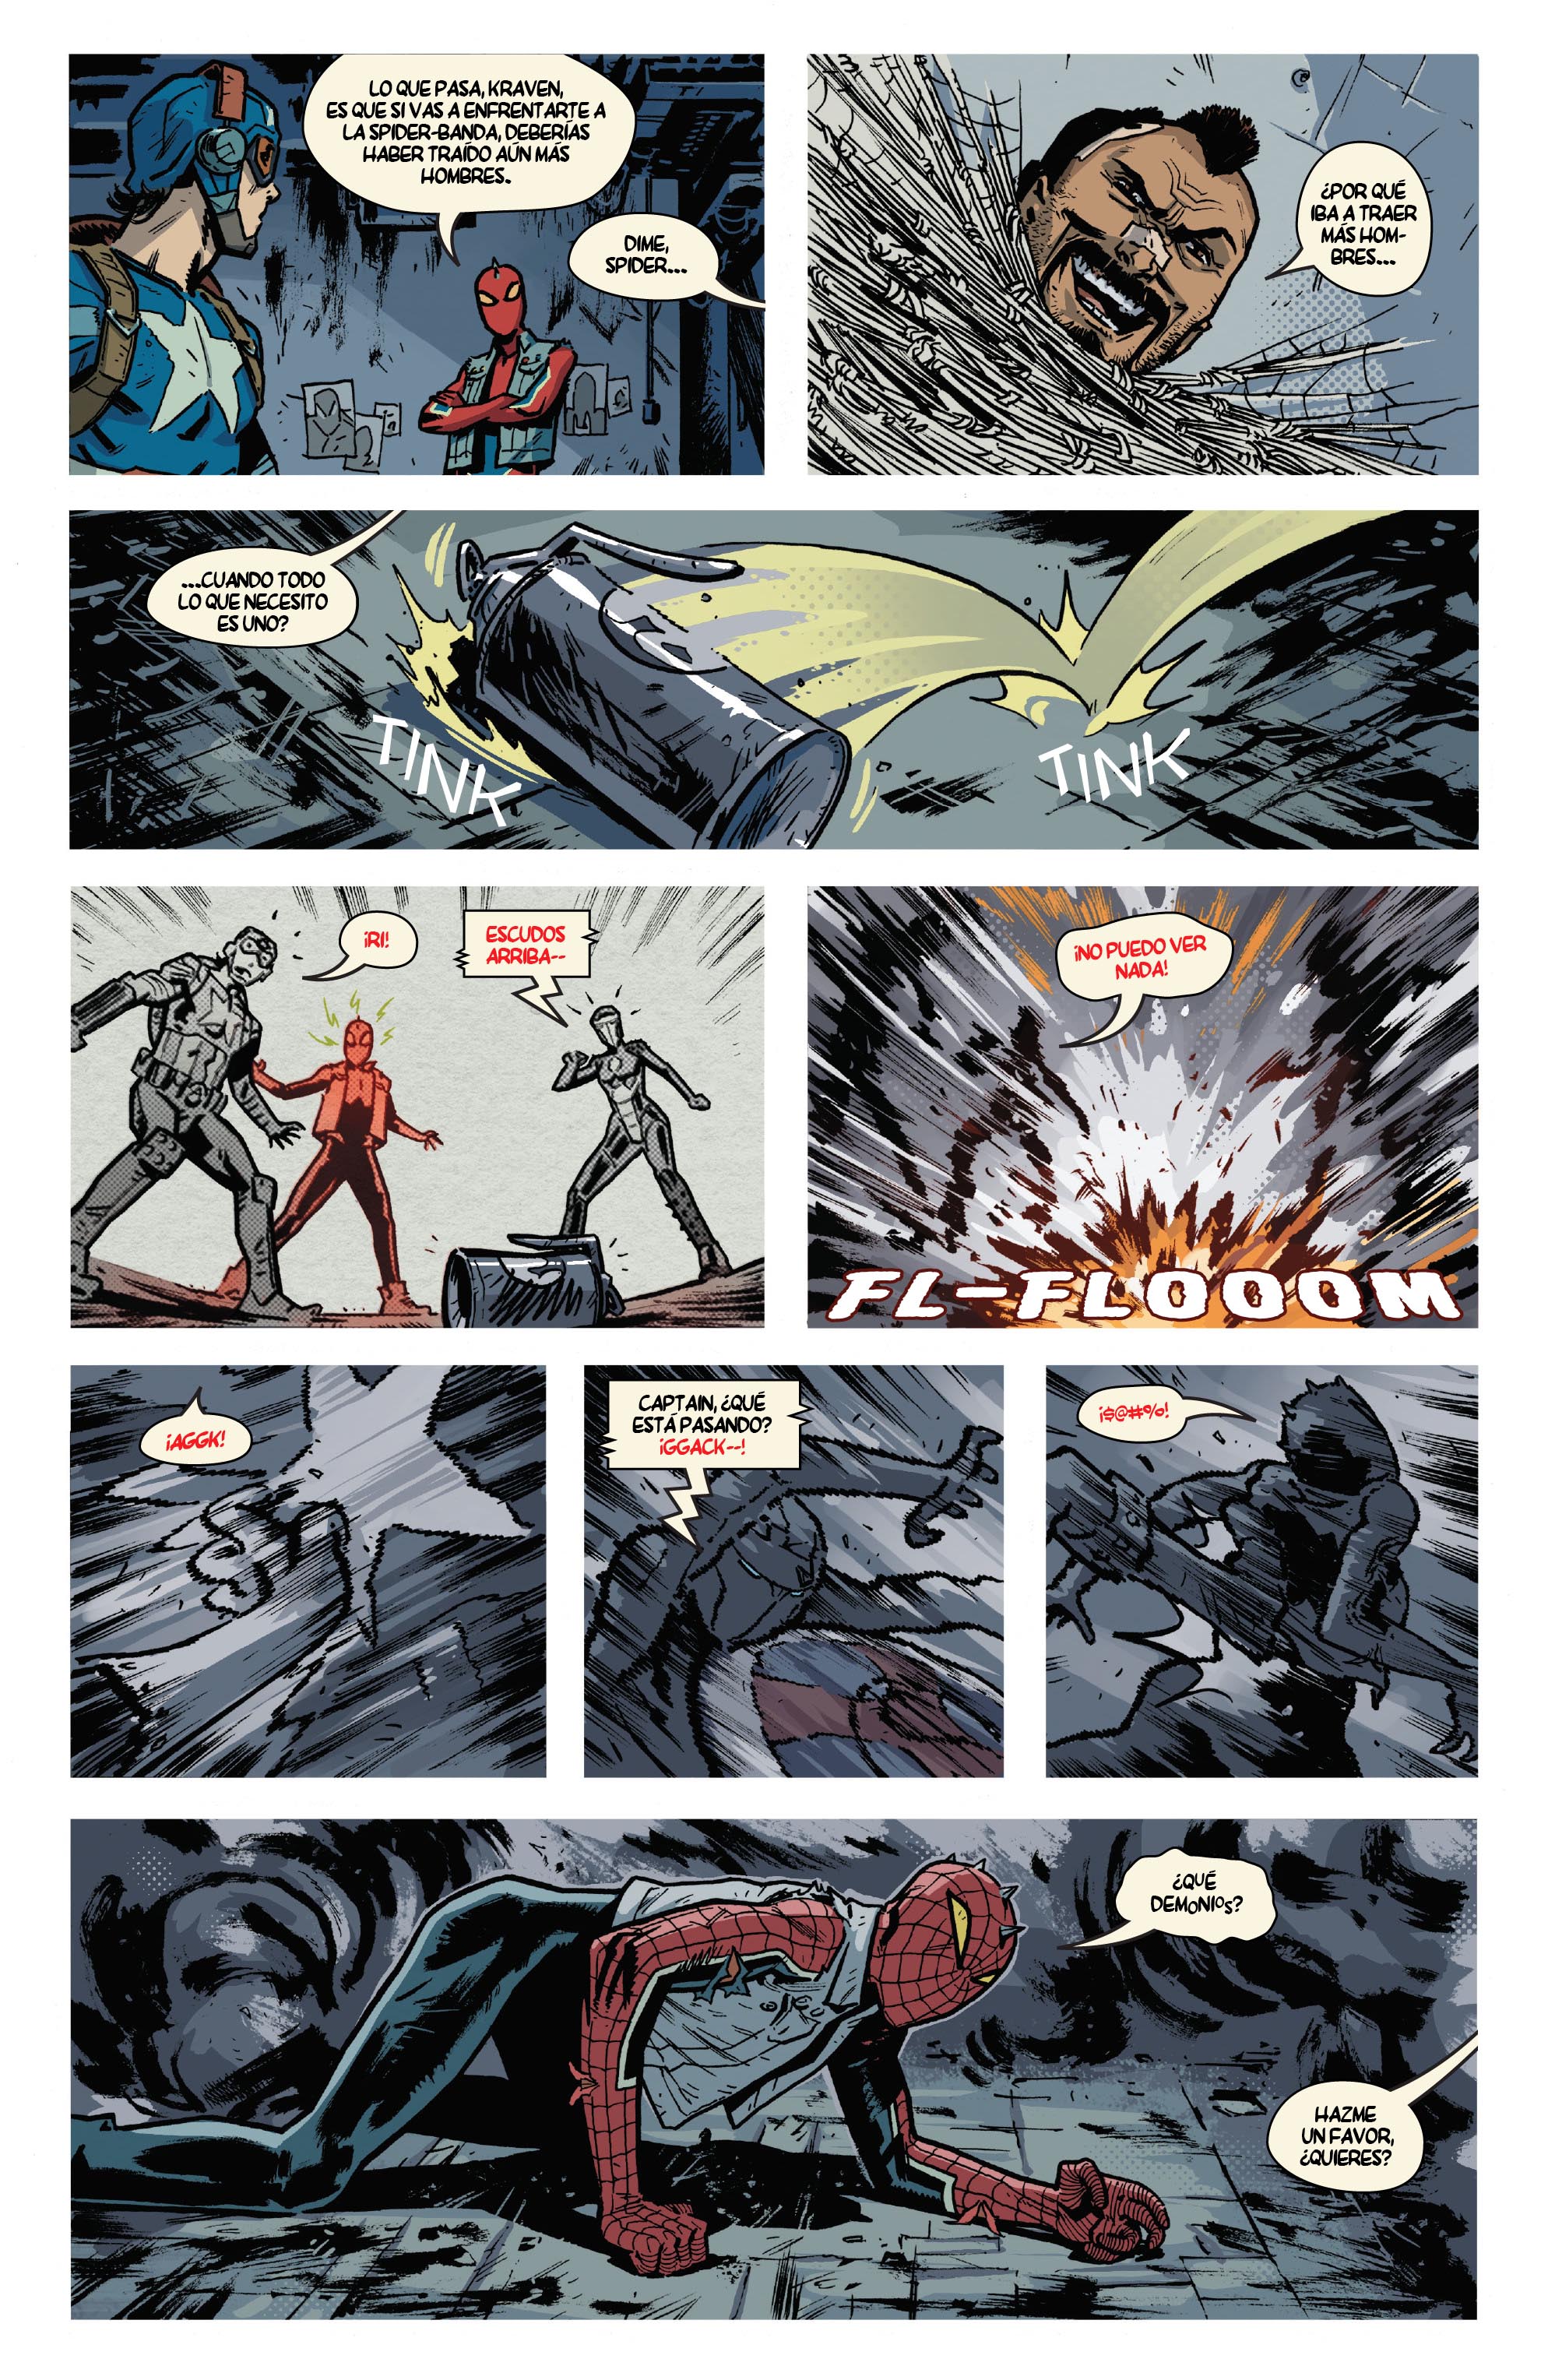 LO QUE PASA, KRAVEN,
ES QUE SI VAS A ENFRENTARTE A
LA SPIDER-BANDA, DEBERÍAS
HABER TRAÍDO AÚN MÁS
HOMBRES.
DIME,
SPIDER...
¿POR QUÉ
IBA A TRAER
MÁS HOM-
BRES...
...CUANDO TODO
LO QUE NECESITO
ES UNO?
TINK
TINK
¡RI!
ESCUDOS
ARRIBA--
¡NO PUEDO VER
NADA!
FL-FLOOOM
¡AGGK!
CAPTAIN, ¿QUÉ
ESTÁ PASANDO?
¡GGACK--!
¡$@#%!
¿QUÉ
DEMONIOS?
HAZME
UN FAVOR,
¿QUIERES?